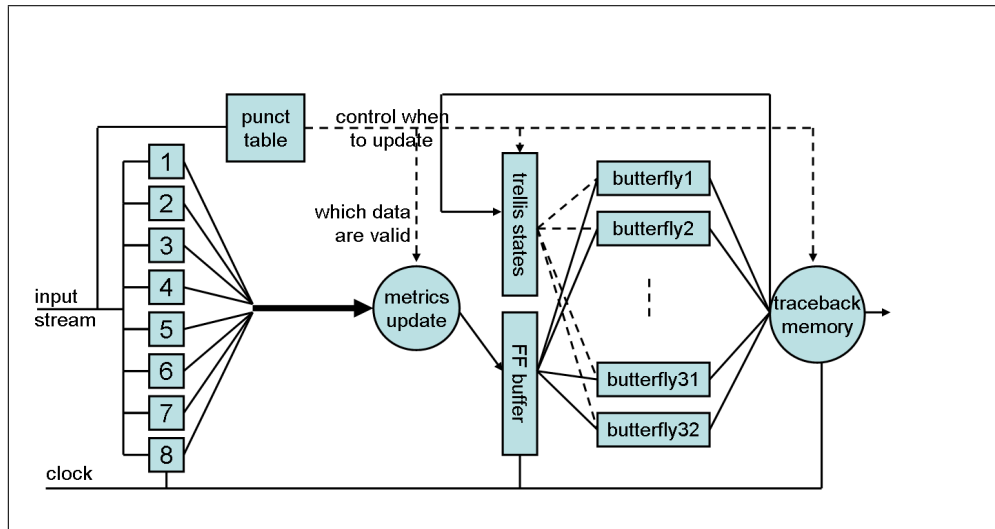 punct
table
control when
to update
1
2
3
4
5
6
7
8
which data
are valid
input
stream
metrics
update
trellis states
FF buffer
butterfly1
butterfly2
butterfly31
butterfly32
traceback
memory
clock